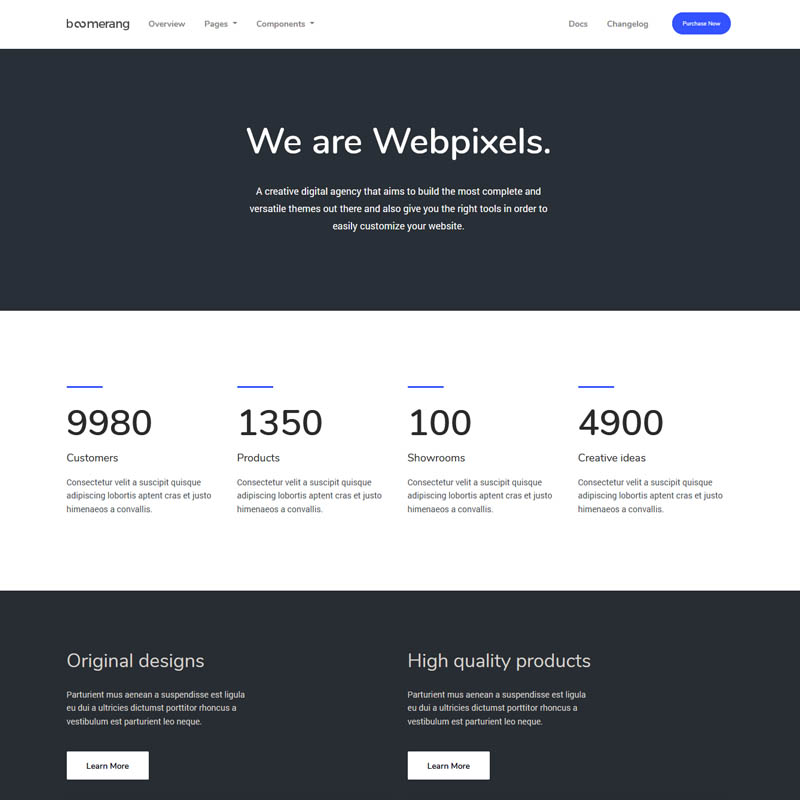 boomerang Overview Pages Components Docs Changelog Purchase Now
We are Webpixels.
A creative digital agency that aims to build the most complete and
versatile themes out there and also give you the right tools in order to
easily customize your website.
9980 1350 100 4900
Customers Products Showrooms Creative ideas
Consectetur velit a suscipit quisque Consectetur velit a suscipit quisque Consectetur velit a suscipit quisque Consectetur velit a suscipit quisque
adipiscing lobortis aptent cras et justo adipiscing lobortis aptent cras et justo adipiscing lobortis aptent cras et justo adipiscing lobortis aptent cras et justo
himenaeos a convallis. himenaeos a convallis. himenaeos a convallis. himenaeos a convallis.
Original designs High quality products
Parturient mus aenean a suspendisse est ligula Parturient mus aenean a suspendisse est ligula
eu dui a ultricies dictumst porttitor rhoncus a eu dui a ultricies dictumst porttitor rhoncus a
vestibulum est parturient leo neque. vestibulum est parturient leo neque.
Learn More Learn More